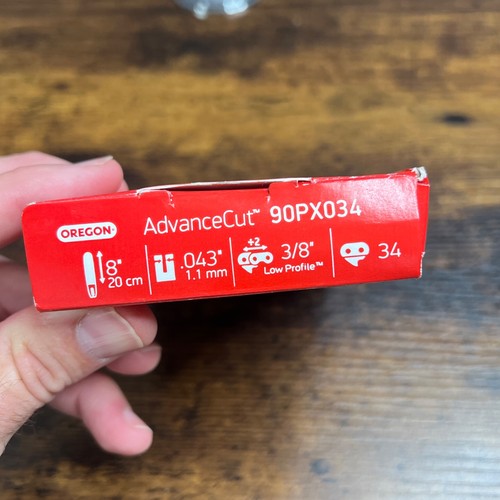 OREGON
AdvanceCut™ 90PX034
8"
20 cm
.043"
1.1 mm
+2
3/8"
Low Profile™
34